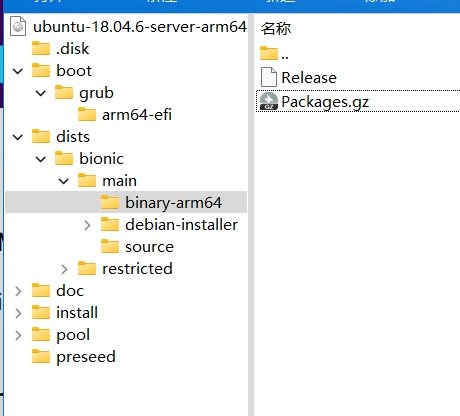 ubuntu-18.04.6-server-arm64
.disk
boot
grub
arm64-efi
dists
bionic
main
binary-arm64
debian-installer
source
restricted
doc
install
pool
preseed
名称
..
Release
Packages.gz